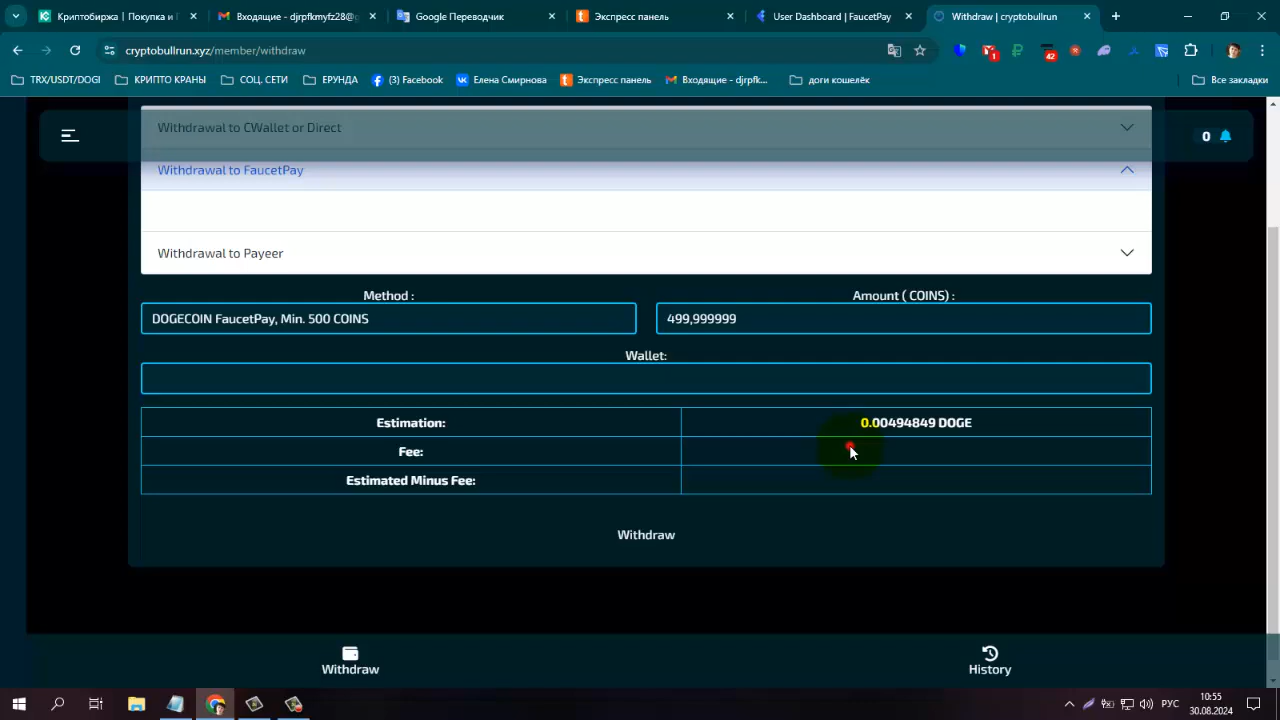 Криптобиржа | Покупка и П
Входящие - djrpfkmyfz28@g
Google Переводчик
Экспресс панель
User Dashboard | FaucetPay
Withdraw | cryptobullrun
cryptobullrun.xyz/member/withdraw
1
42
TRX/USDT/DOGI
КРИПТО КРАНЫ
СОЦ. СЕТИ
ЕРУНДА
(3) Facebook
Елена Смирнова
Экспресс панель
Входящие - djrpfk...
доги кошелёк
Все закладки
Withdrawal to CWallet or Direct
0
Withdrawal to FaucetPay
Withdrawal to Payeer
Method :
Amount ( COINS) :
DOGECOIN FaucetPay, Min. 500 COINS
499,999999
Wallet:
Estimation:
0.00494849 DOGE
Fee:
Estimated Minus Fee:
Withdraw
Withdraw
History
РУС
10:55
30.08.2024